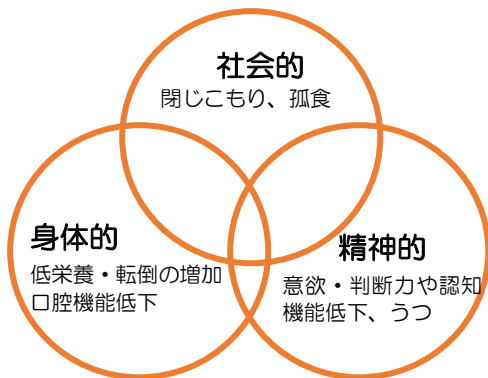 社会的
閉じこもり、孤食
身体的
低栄養・転倒の増加
口腔機能低下
精神的
意欲・判断力や認知
機能低下、うつ